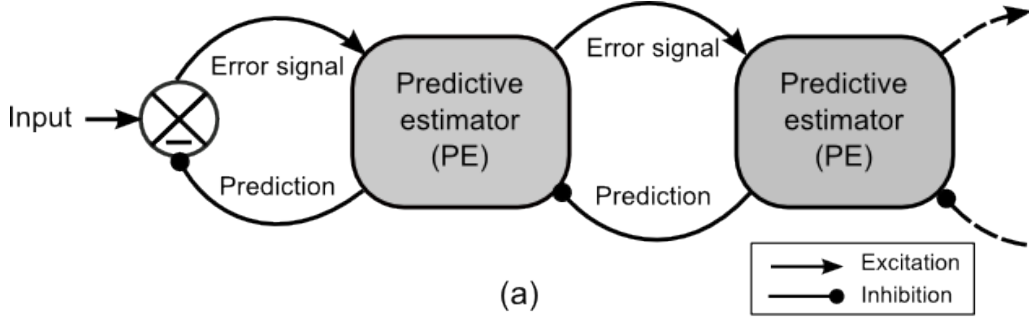 Input
Error signal
Prediction
Predictive
estimator
(PE)
Error signal
Prediction
Predictive
estimator
(PE)
Excitation
Inhibition
(a)